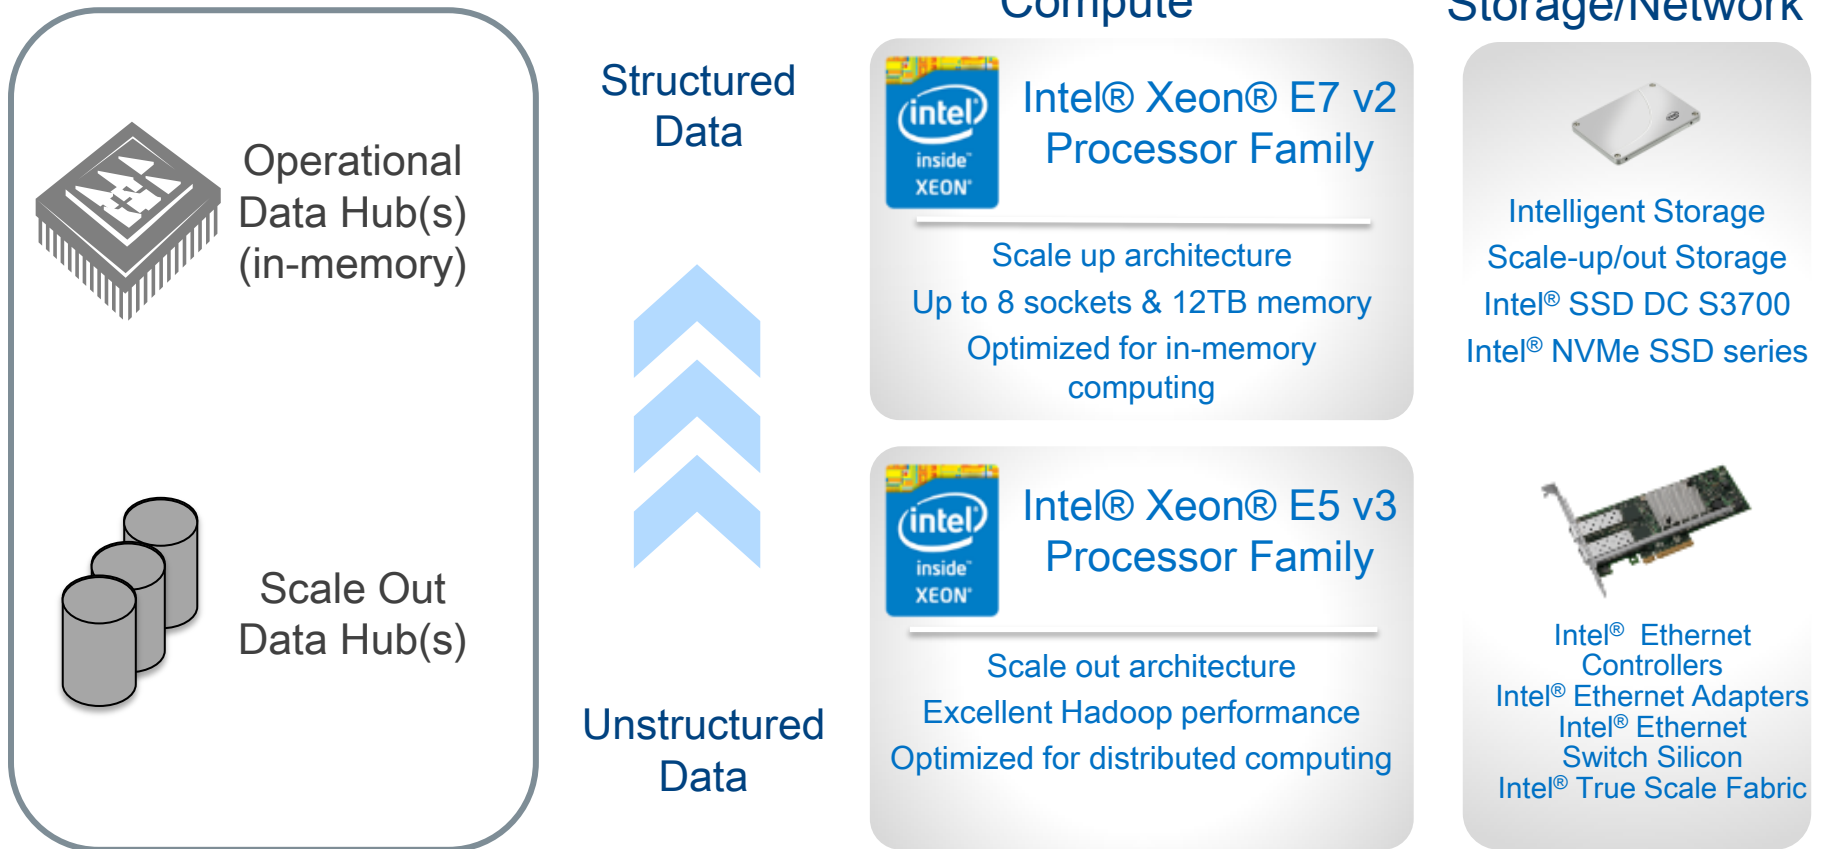 Compute
Storage/Network
Operational
Data Hub(s)
(in-memory)
Scale Out
Data Hub(s)
Structured
Data
Unstructured
Data
intel
inside™
XEON®
Intel® Xeon® E7 v2
Processor Family
Scale up architecture
Up to 8 sockets & 12TB memory
Optimized for in-memory
computing
intel
inside™
XEON®
Intel® Xeon® E5 v3
Processor Family
Scale out architecture
Excellent Hadoop performance
Optimized for distributed computing
Intelligent Storage
Scale-up/out Storage
Intel® SSD DC S3700
Intel® NVMe SSD series
Intel® Ethernet
Controllers
Intel® Ethernet Adapters
Intel® Ethernet
Switch Silicon
Intel® True Scale Fabric